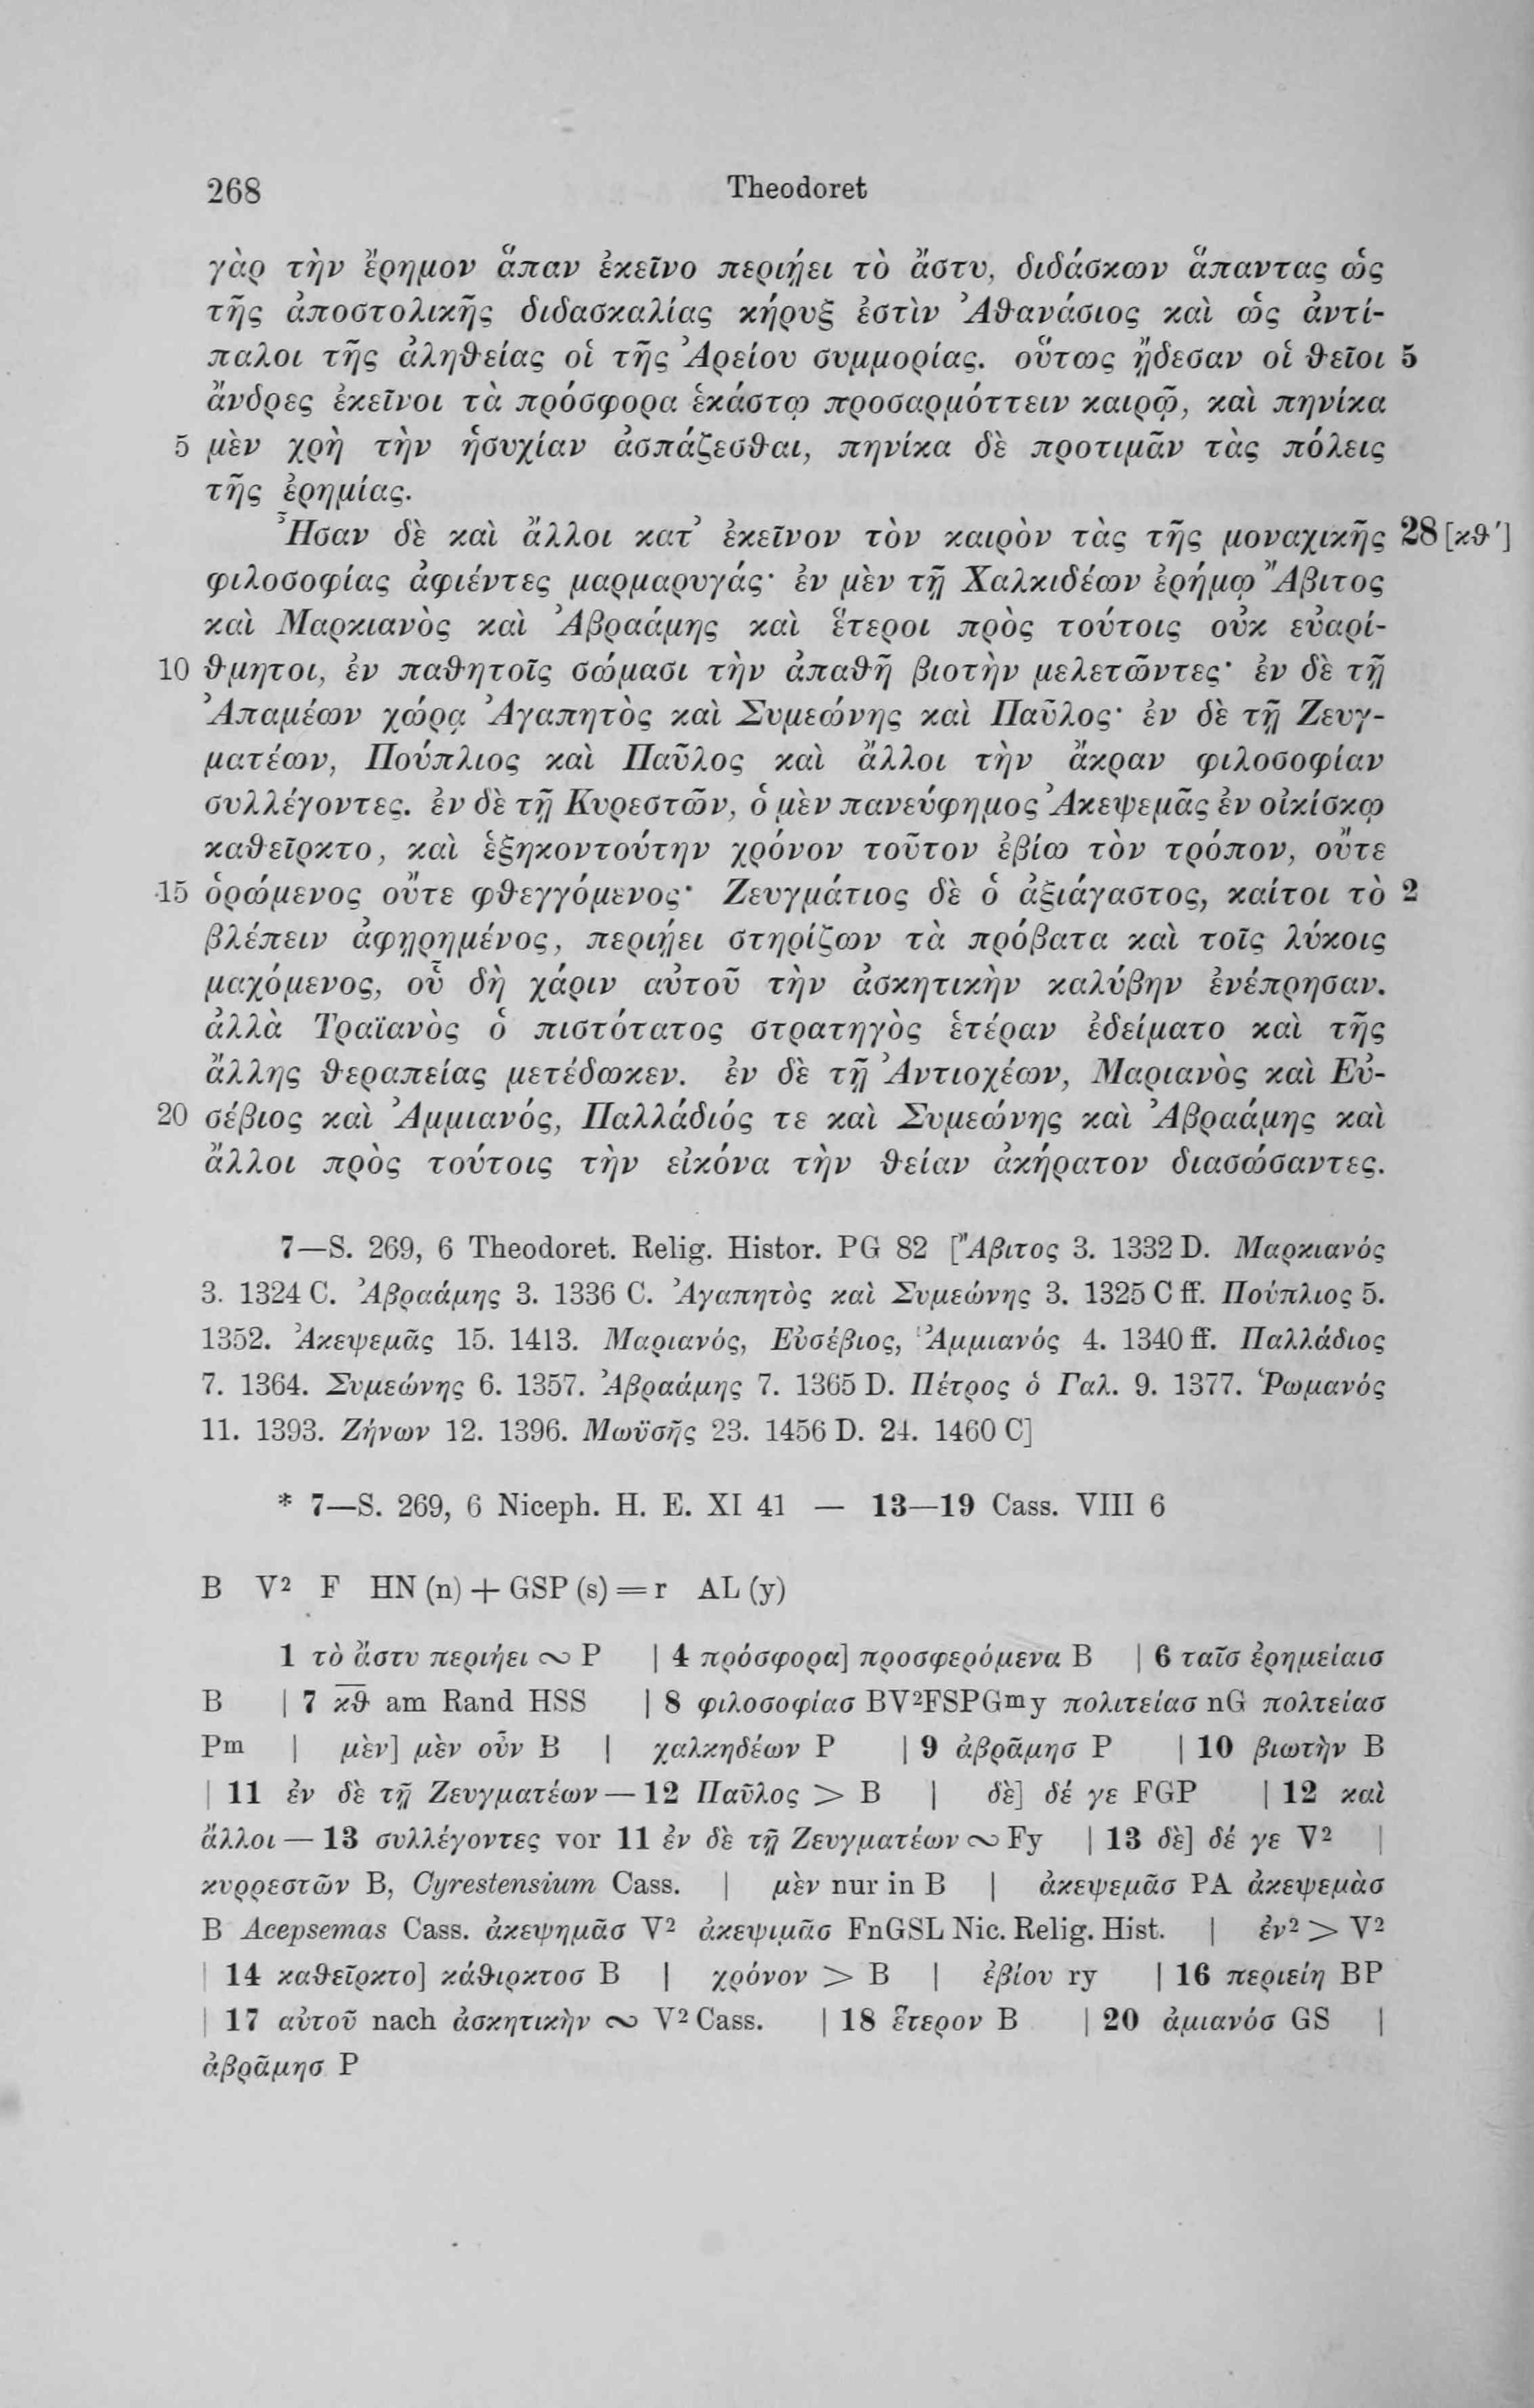 268 Theodoret
γὰρ τὴν ἔρημον ἅπαν ἐκεῖνο περιῄει τὸ ἄστυ, διδάσκων ἅπαντας ὡς
τῆς ἀποστολικῆς διδασκαλίας κήρυξ ἐστὶν Ἀθανάσιος καὶ ὡς ἀντί-
παλοι τῆς ἀληθείας οἱ τῆς Ἀρείου συμμορίας. οὕτως ᾔδεσαν οἱ θεῖοι 5
ἄνδρες ἐκεῖνοι τὰ πρόσφορα ἑκάστῳ προσαρμόττειν καιρῷ, καὶ πηνίκα
5 μὲν χρὴ τὴν ἡσυχίαν ἀσπάζεσθαι, πηνίκα δὲ προτιμᾶν τὰς πόλεις
τῆς ἐρημίας.
Ἦσαν δὲ καὶ ἄλλοι κατ’ ἐκεῖνον τὸν καιρὸν τὰς τῆς μοναχικῆς 28 [κθ′]
φιλοσοφίας ἀφιέντες μαρμαρυγάς· ἐν μὲν τῇ Χαλκιδέων ἐρήμῳ Ἄβιτος
καὶ Μαρκιανὸς καὶ Ἀβραάμης καὶ ἕτεροι πρὸς τούτοις οὐκ εὐαρί-
10 θμητοι, ἐν παθητοῖς σώμασι τὴν ἀπαθῆ βιοτὴν μελετῶντες· ἐν δὲ τῇ
Ἀπαμέων χώρᾳ Ἀγαπητὸς καὶ Συμεώνης καὶ Παῦλος· ἐν δὲ τῇ Ζευγ-
ματέων, Πούπλιος καὶ Παῦλος καὶ ἄλλοι τὴν ἄκραν φιλοσοφίαν
συλλέγοντες. ἐν δὲ τῇ Κυρεστῶν, ὁ μὲν πανεύφημος Ἀκεψεμᾶς ἐν οἰκίσκῳ
καθεῖρκτο, καὶ ἑξηκοντούτην χρόνον τοῦτον ἐβίω τὸν τρόπον, οὔτε
15 ὁρώμενος οὔτε φθεγγόμενος· Ζευγμάτιος δὲ ὁ ἀξιάγαστος, καίτοι τὸ 2
βλέπειν ἀφῃρημένος, περιῄει στηρίζων τὰ πρόβατα καὶ τοῖς λύκοις
μαχόμενος, οὗ δὴ χάριν αὐτοῦ τὴν ἀσκητικὴν καλύβην ἐνέπρησαν.
ἀλλὰ Τραϊανὸς ὁ πιστότατος στρατηγὸς ἑτέραν ἐδείματο καὶ τῆς
ἄλλης θεραπείας μετέδωκεν. ἐν δὲ τῇ Ἀντιοχέων, Μαριανὸς καὶ Εὐ-
20 σέβιος καὶ Ἀμμιανός, Παλλάδιός τε καὶ Συμεώνης καὶ Ἀβραάμης καὶ
ἄλλοι πρὸς τούτοις τὴν εἰκόνα τὴν θείαν ἀκήρατον διασώσαντες.
7—S. 269, 6 Theodoret. Relig. Histor. PG 82 [Ἄβιτος 3. 1332 D. Μαρκιανός
3. 1324 C. Ἀβραάμης 3. 1336 C. Ἀγαπητὸς καὶ Συμεώνης 3. 1325 C ff. Πούπλιος 5.
1352. Ἀκεψεμᾶς 15. 1413. Μαριανός, Εὐσέβιος, Ἀμμιανός 4. 1340 ff. Παλλάδιος
7. 1364. Συμεώνης 6. 1357. Ἀβραάμης 7. 1365 D. Πέτρος ὁ Γαλ. 9. 1377. Ῥωμανός
11. 1393. Ζήνων 12. 1396. Μωϋσῆς 23. 1456 D. 24. 1460 C]
* 7—S. 269, 6 Niceph. H. E. XI 41 — 13—19 Cass. VIII 6
B V² F HN (n) + GSP (s) = r AL (y)
1 τὸ ἄστυ περιήει ∾ P | 4 πρόσφορα] προσφερόμενα B | 6 ταῖσ ἐρημείαισ
B | 7 κ̅θ̅ am Rand HSS | 8 φιλοσοφίασ BV²FSPGᵐy πολιτείασ nG πολτείασ
Pᵐ | μὲν] μὲν οὖν B | χαλκηδέων P | 9 ἀβρᾶμησ P | 10 βιωτὴν B
| 11 ἐν δὲ τῇ Ζευγματέων — 12 Παῦλος > B | δὲ] δέ γε FGP | 12 καὶ
ἄλλοι — 13 συλλέγοντες vor 11 ἐν δὲ τῇ Ζευγματέων ∾ Fy | 13 δὲ] δέ γε V² |
κυρρεστῶν B, Cyrestensium Cass. | μὲν nur in B | ἀκεψεμᾶσ PA ἀκεψεμὰσ
B Acepsemas Cass. ἀκεψημᾶσ V² ἀκεψιμᾶσ FnGSL Nic. Relig. Hist. | ἐν² > V²
| 14 καθεῖρκτο] κάθιρκτοσ B | χρόνον > B | ἐβίου ry | 16 περιείη BP
| 17 αὐτοῦ nach ἀσκητικὴν ∾ V² Cass. | 18 ἕτερον B | 20 ἀμιανόσ GS |
ἀβρᾶμησ P